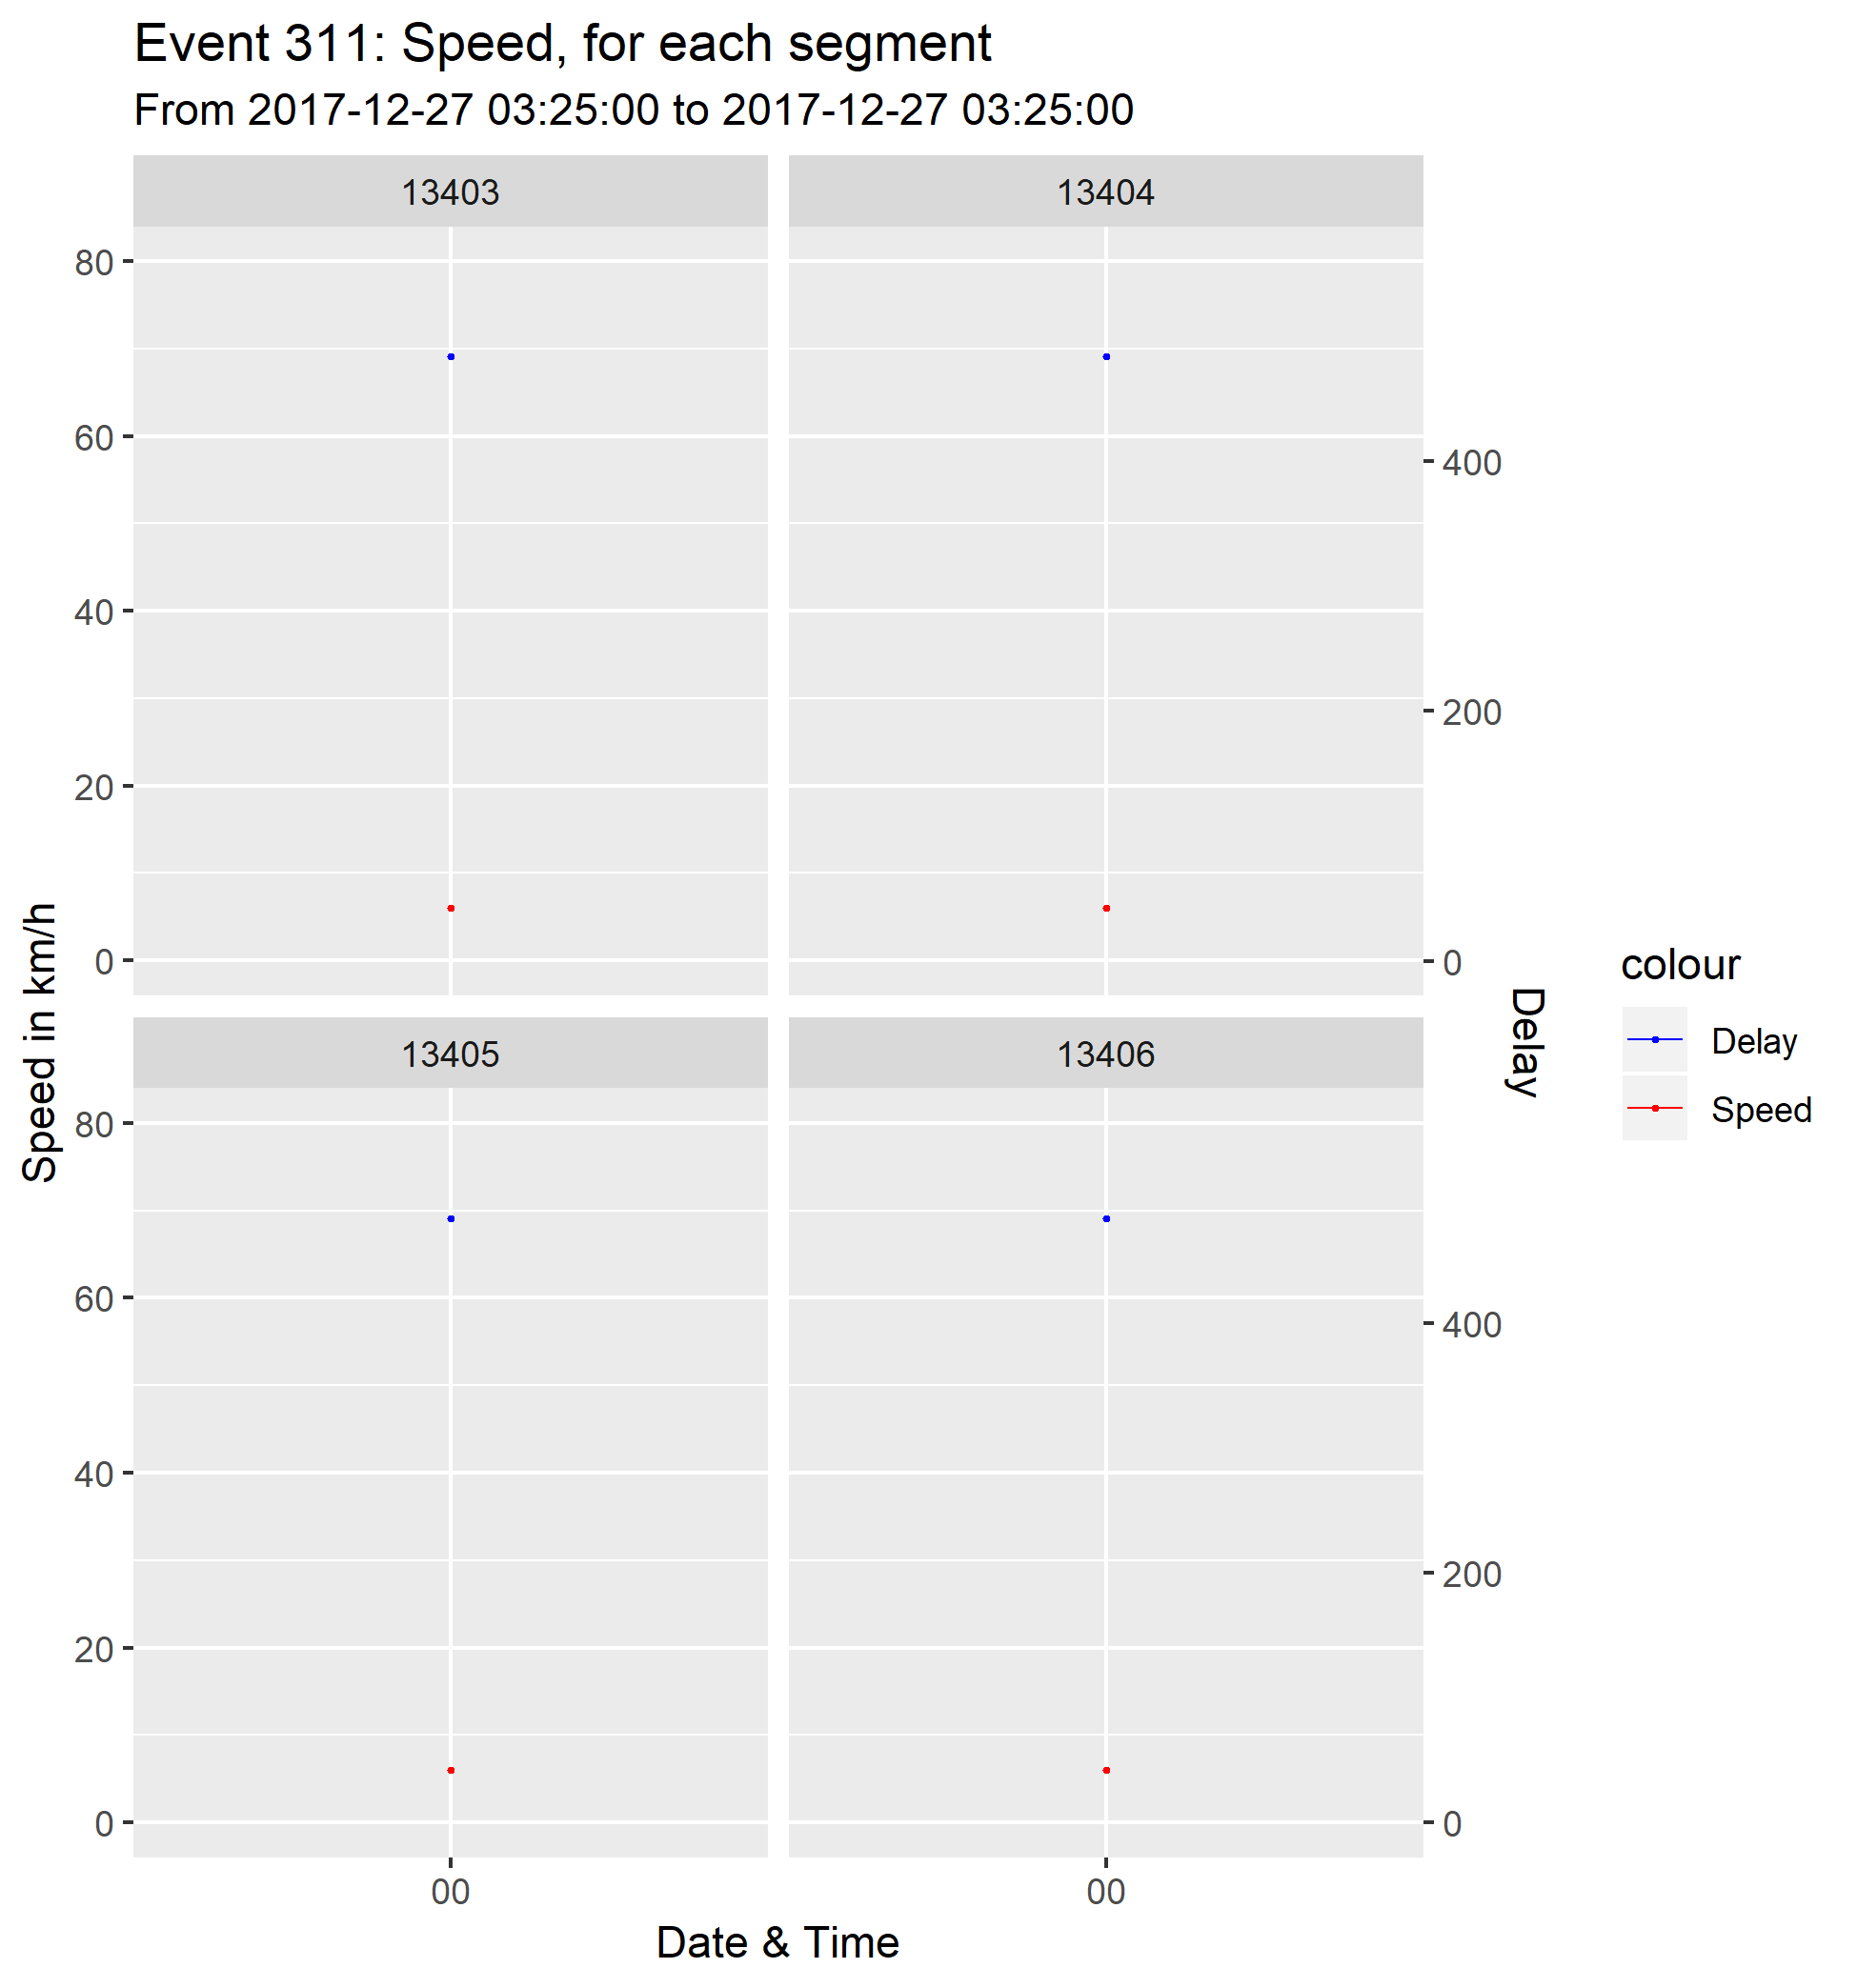 Event 311: Speed, for each segment
From 2017-12-27 03:25:00 to 2017-12-27 03:25:00
13403
13404
80
60
40
20
0
400
200
0
13405
13406
80
60
40
20
0
400
200
0
00
00
Date & Time
Speed in km/h
Delay
colour
Delay
Speed